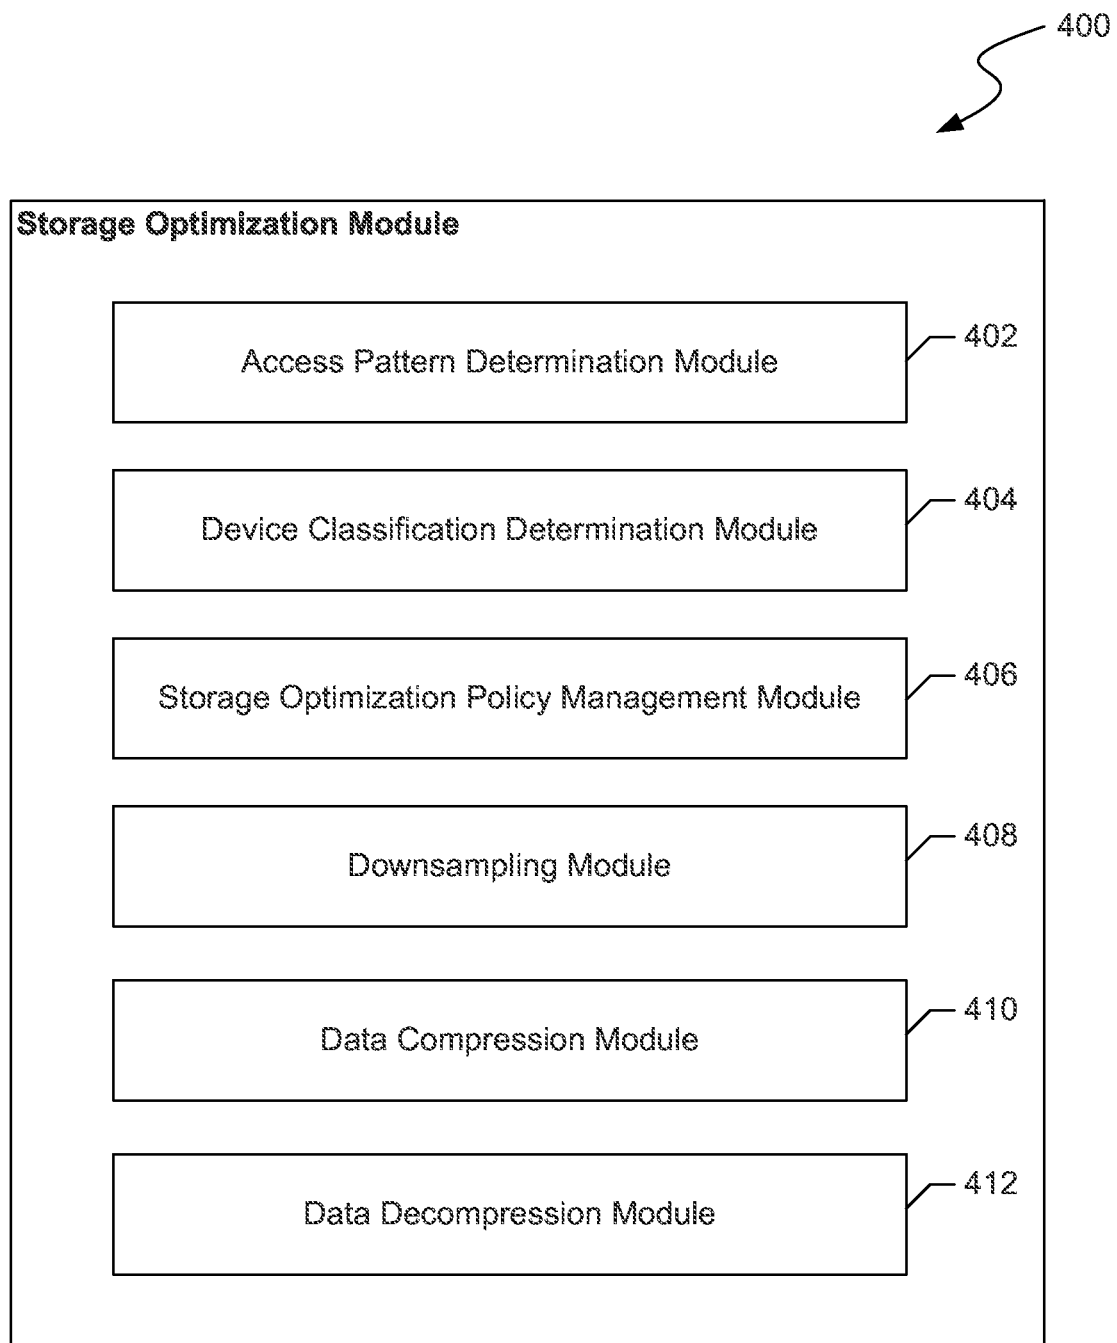 400
Storage Optimization Module
Access Pattern Determination Module
402
Device Classification Determination Module
404
Storage Optimization Policy Management Module
406
Downsampling Module
408
Data Compression Module
410
Data Decompression Module
412